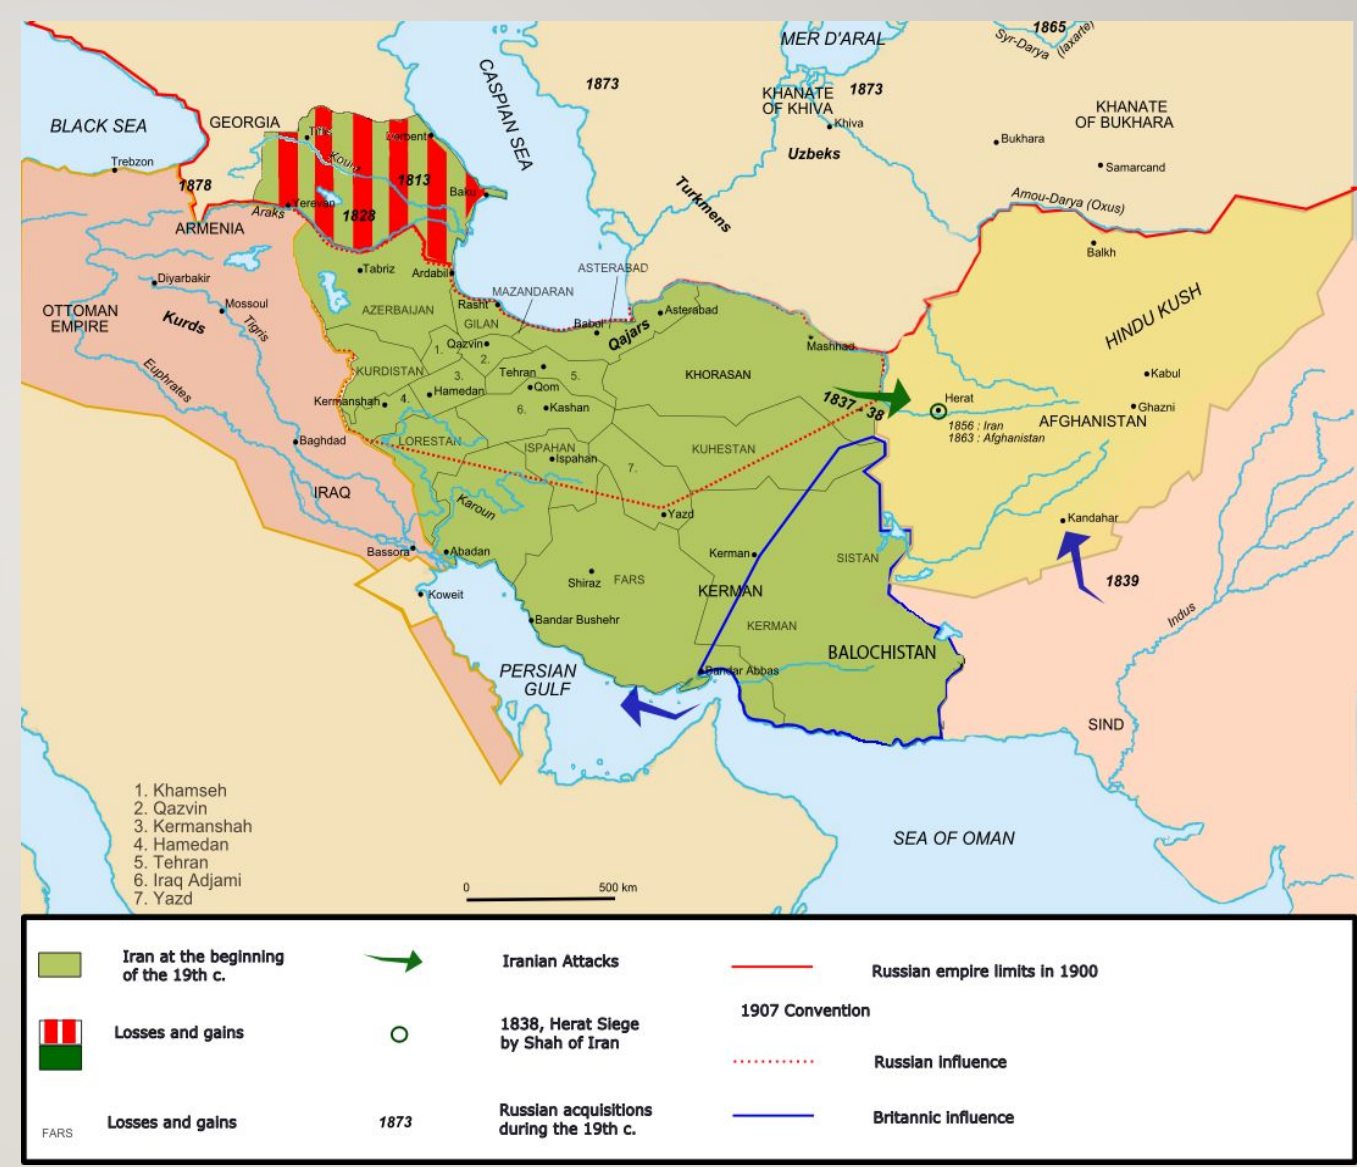 MER D'ARAL
1865
Syr-Darya (Iaxarte)
CASPIAN SEA
1873
1873
KHANATE
OF KHIVA
KHANATE
OF BUKHARA
BLACK SEA
GEORGIA
Tiflis
Derbent
Khiva
Bukhara
Uzbeks
Samarcand
Trebzon
Koura
1878
1813
Baku
Turkmens
Amou-Darya (Oxus)
Yerevan
Araks
1828
ARMENIA
Balkh
Tabriz
Ardabil
ASTERABAD
Diyarbakir
MAZANDARAN
OTTOMAN
EMPIRE
Mossoul
Kurds
Tigris
AZERBAIJAN
Rasht
GILAN
Babol
Qajars
Asterabad
HINDU KUSH
Qazvin
1.
2.
Mashhad
Euphrates
KURDISTAN
3.
Tehran
5.
KHORASAN
Kabul
Kermanshah
4.
Hamedan
Qom
6.
Kashan
1837 - 38
Herat
Ghazni
1856 : Iran
1863 : Afghanistan
AFGHANISTAN
Baghdad
LORESTAN
ISPAHAN
Ispahan
7.
KUHESTAN
IRAQ
Karoun
Yazd
Kandahar
Bassora
Abadan
Kerman
SISTAN
Shiraz
FARS
KERMAN
1839
Koweit
Bandar Bushehr
KERMAN
Indus
BALOCHISTAN
PERSIAN
GULF
Bandar Abbas
SIND
1. Khamseh
2. Qazvin
3. Kermanshah
4. Hamedan
5. Tehran
6. Iraq Adjami
7. Yazd
SEA OF OMAN
0 500 km
Iran at the beginning
of the 19th c.
Iranian Attacks
Russian empire limits in 1900
1907 Convention
Losses and gains
1838, Herat Siege
by Shah of Iran
Russian influence
FARS
Losses and gains
1873
Russian acquisitions
during the 19th c.
Britannic influence